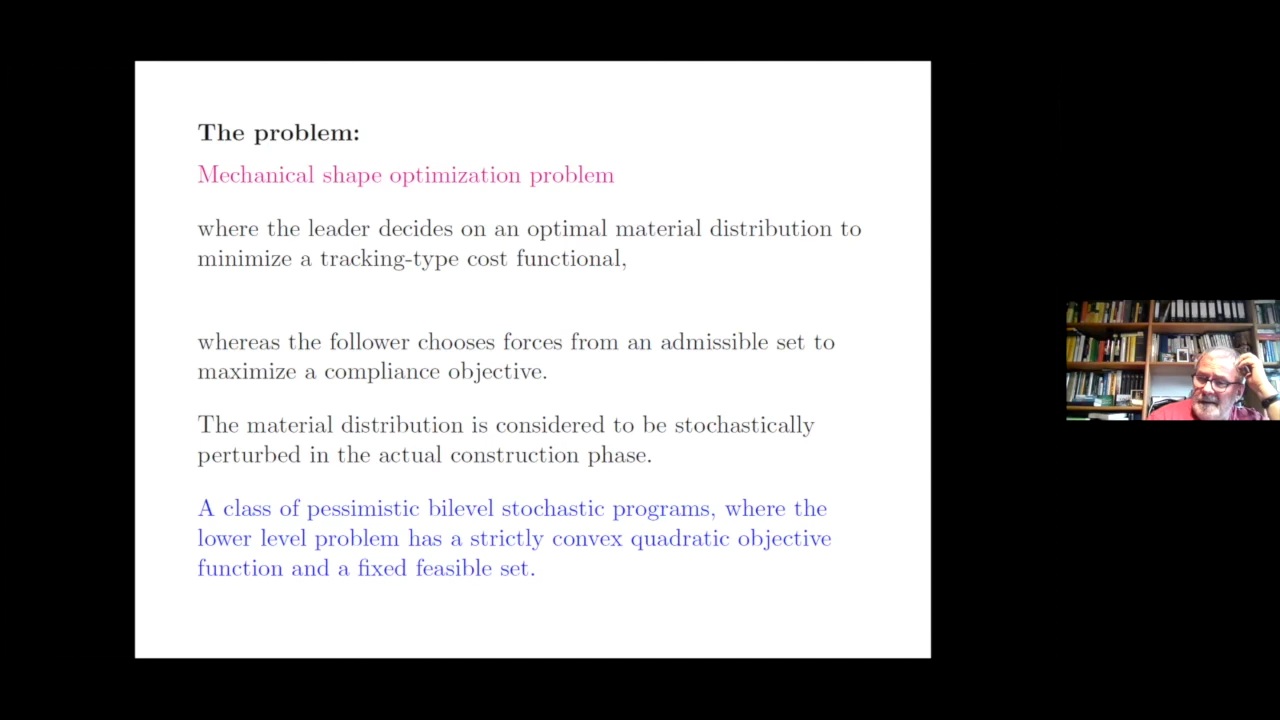 The problem:
Mechanical shape optimization problem
where the leader decides on an optimal material distribution to
minimize a tracking-type cost functional,
whereas the follower chooses forces from an admissible set to
maximize a compliance objective.
The material distribution is considered to be stochastically
perturbed in the actual construction phase.
A class of pessimistic bilevel stochastic programs, where the
lower level problem has a strictly convex quadratic objective
function and a fixed feasible set.